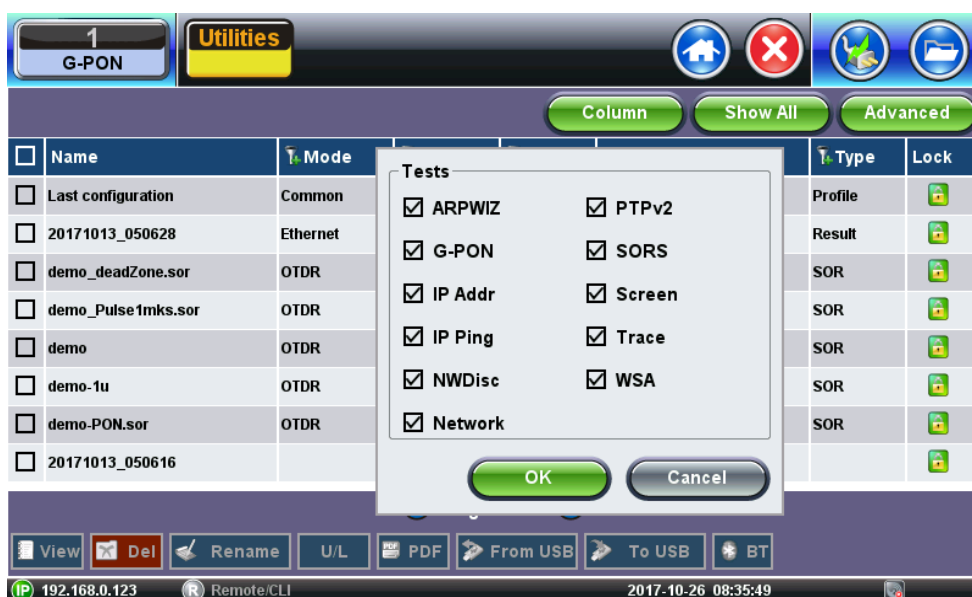 1
G-PON
Utilities
Column
Show All
Advanced
Name
Mode
Type
Lock
Last configuration
Common
Profile
20171013_050628
Ethernet
Result
demo_deadZone.sor
OTDR
SOR
demo_Pulse1mks.sor
OTDR
SOR
demo
OTDR
SOR
demo-1u
OTDR
SOR
demo-PON.sor
OTDR
SOR
20171013_050616
Tests
ARPWIZ
PTPv2
G-PON
SORS
IP Addr
Screen
IP Ping
Trace
NWDisc
WSA
Network
OK
Cancel
View
Del
Rename
U/L
PDF
PDF
From USB
To USB
BT
IP
192.168.0.123
R
Remote/CLI
2017-10-26 08:35:49